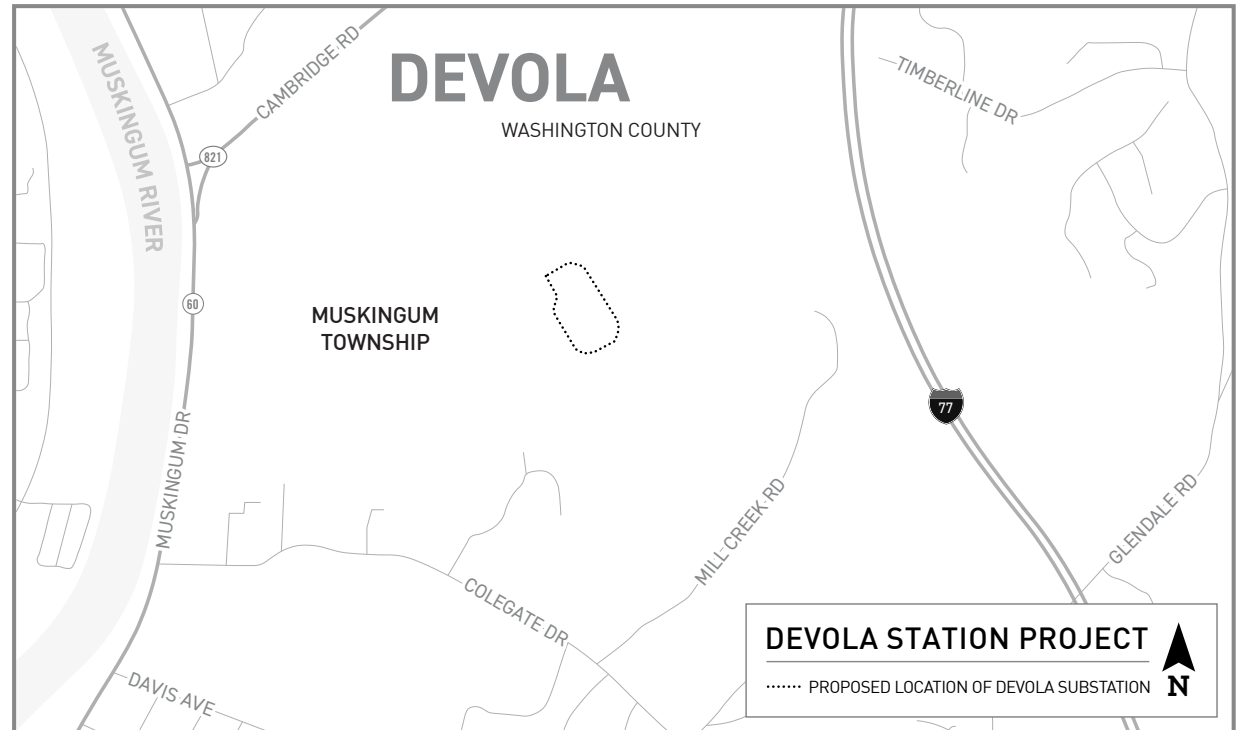 DEVOLA
WASHINGTON COUNTY
CAMBRIDGE RD
TIMBERLINE DR
MUSKINGUM RIVER
821
60
MUSKINGUM
TOWNSHIP
77
MUSKINGUM DR
MILL CREEK RD
GLENDALE RD
COLEGATE DR
DAVIS AVE
DEVOLA STATION PROJECT
PROPOSED LOCATION OF DEVOLA SUBSTATION
N